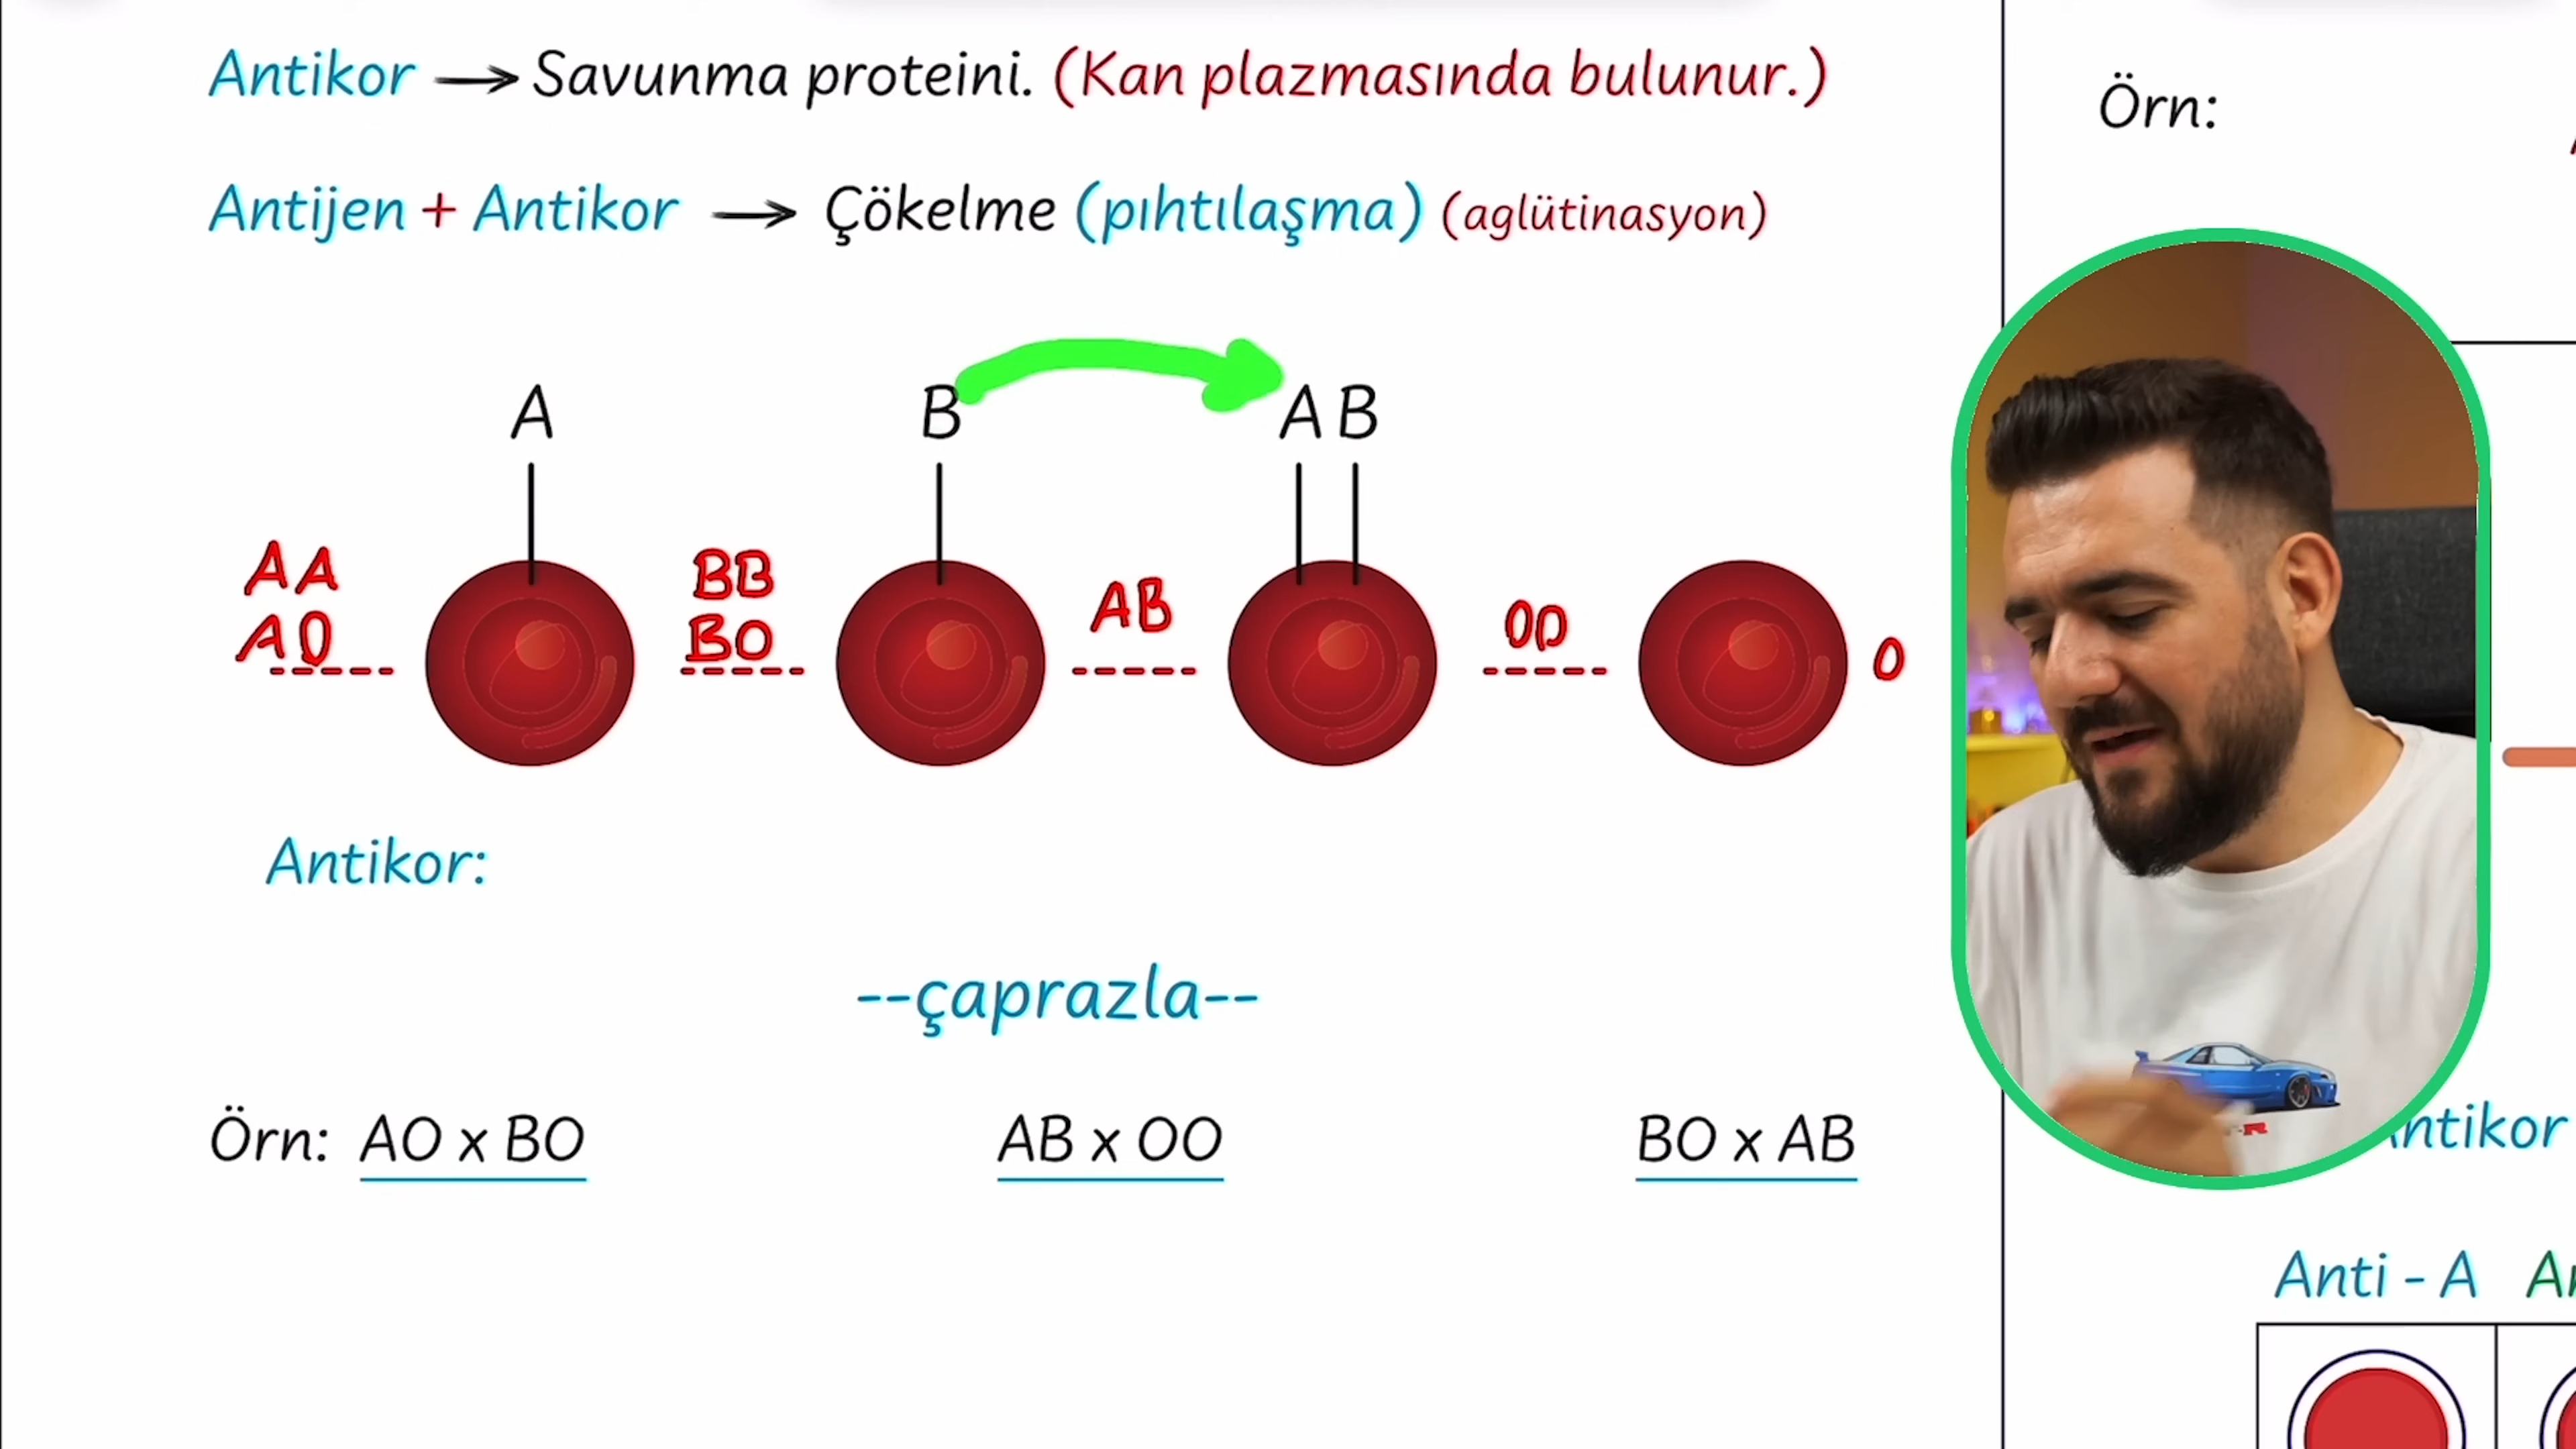 Antikor → Savunma proteini. (Kan plazmasında bulunur.)
Antijen + Antikor → Çökelme (pıhtılaşma) (aglütinasyon)
A
B
A B
AA
AO
BB
BO
AB
OO
O
Antikor:
--çaprazla--
Örn: AO x BO
AB x OO
BO x AB
Örn:
Antikor
Anti - A